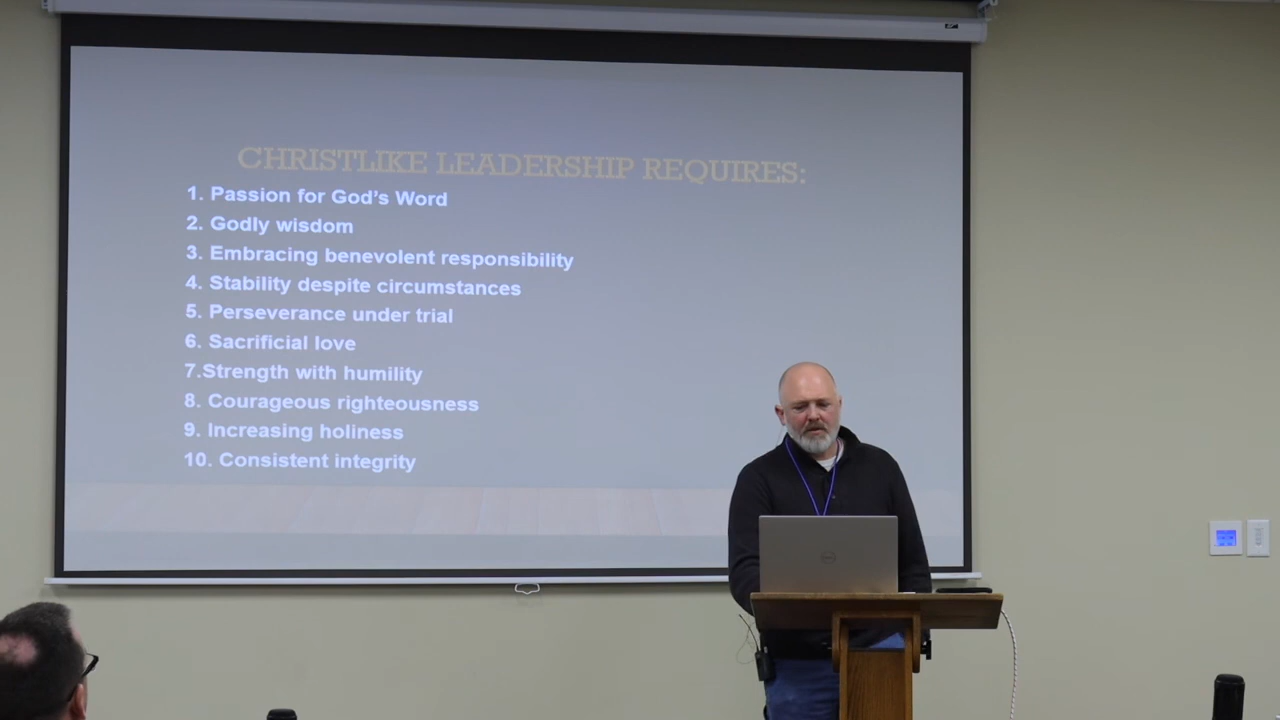 CHRISTLIKE LEADERSHIP REQUIRES:
1. Passion for God's Word
2. Godly wisdom
3. Embracing benevolent responsibility
4. Stability despite circumstances
5. Perseverance under trial
6. Sacrificial love
7.Strength with humility
8. Courageous righteousness
9. Increasing holiness
10. Consistent integrity
DELL